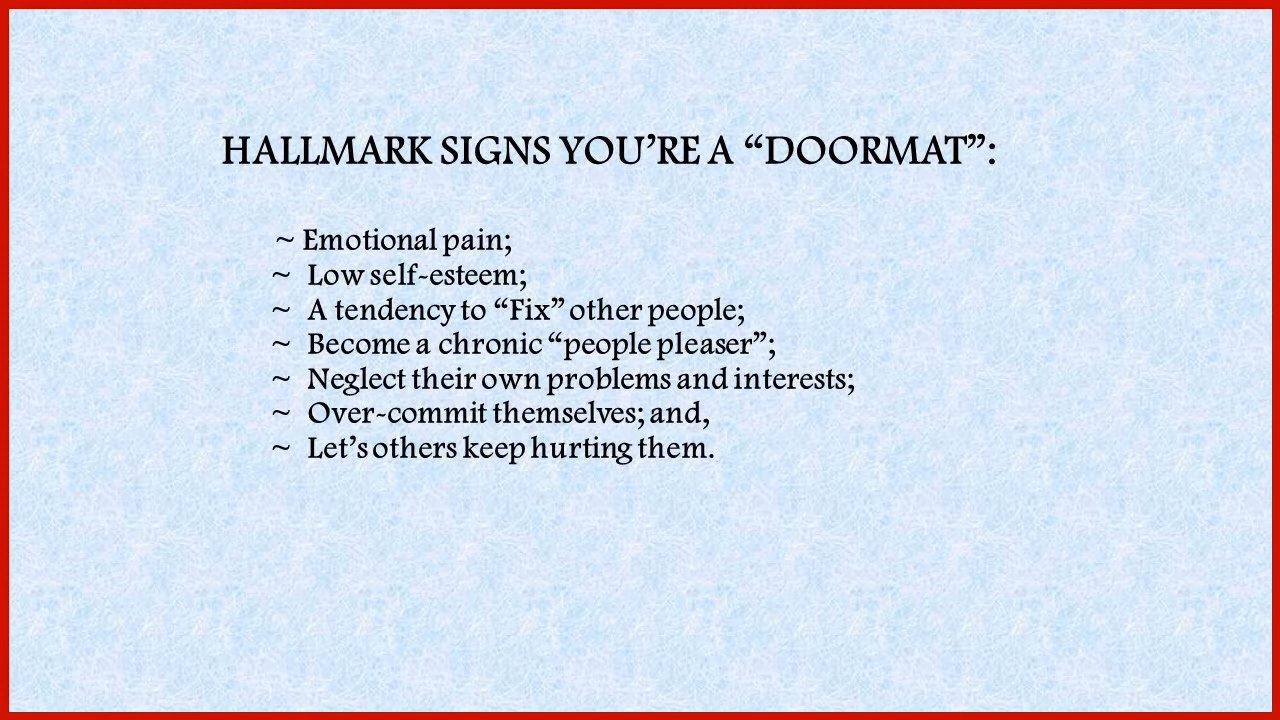 HALLMARK SIGNS YOU’RE A “DOORMAT”:
~ Emotional pain;
~ Low self-esteem;
~ A tendency to “Fix” other people;
~ Become a chronic “people pleaser”;
~ Neglect their own problems and interests;
~ Over-commit themselves; and,
~ Let’s others keep hurting them.